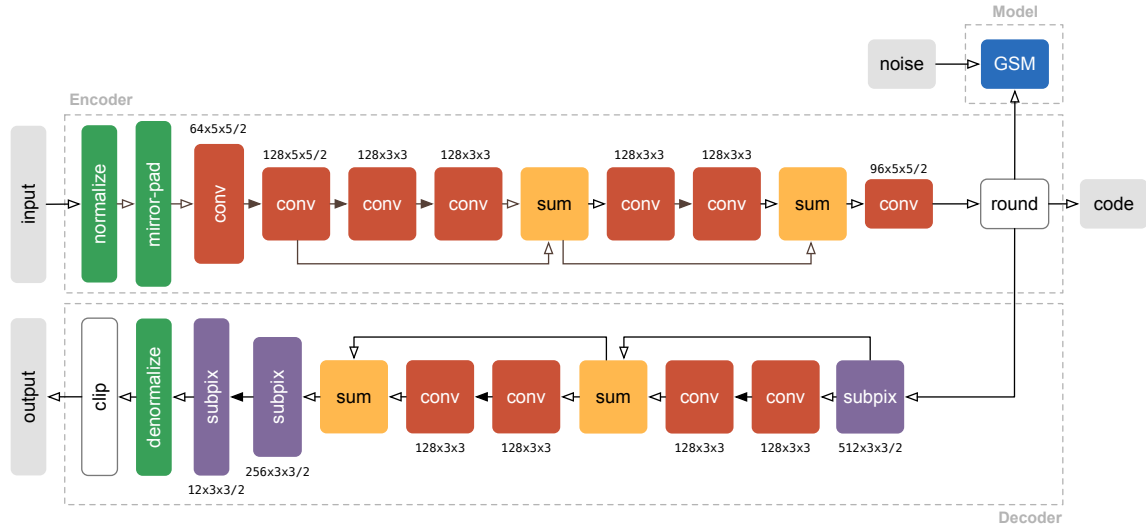 Model
noise
GSM
Encoder
input
normalize
mirror-pad
64x5x5/2
conv
128x5x5/2
conv
128x3x3
conv
128x3x3
conv
sum
128x3x3
conv
128x3x3
conv
sum
96x5x5/2
conv
round
code
output
clip
denormalize
subpix
12x3x3/2
subpix
256x3x3/2
sum
conv
128x3x3
conv
128x3x3
sum
conv
128x3x3
conv
128x3x3
subpix
512x3x3/2
Decoder